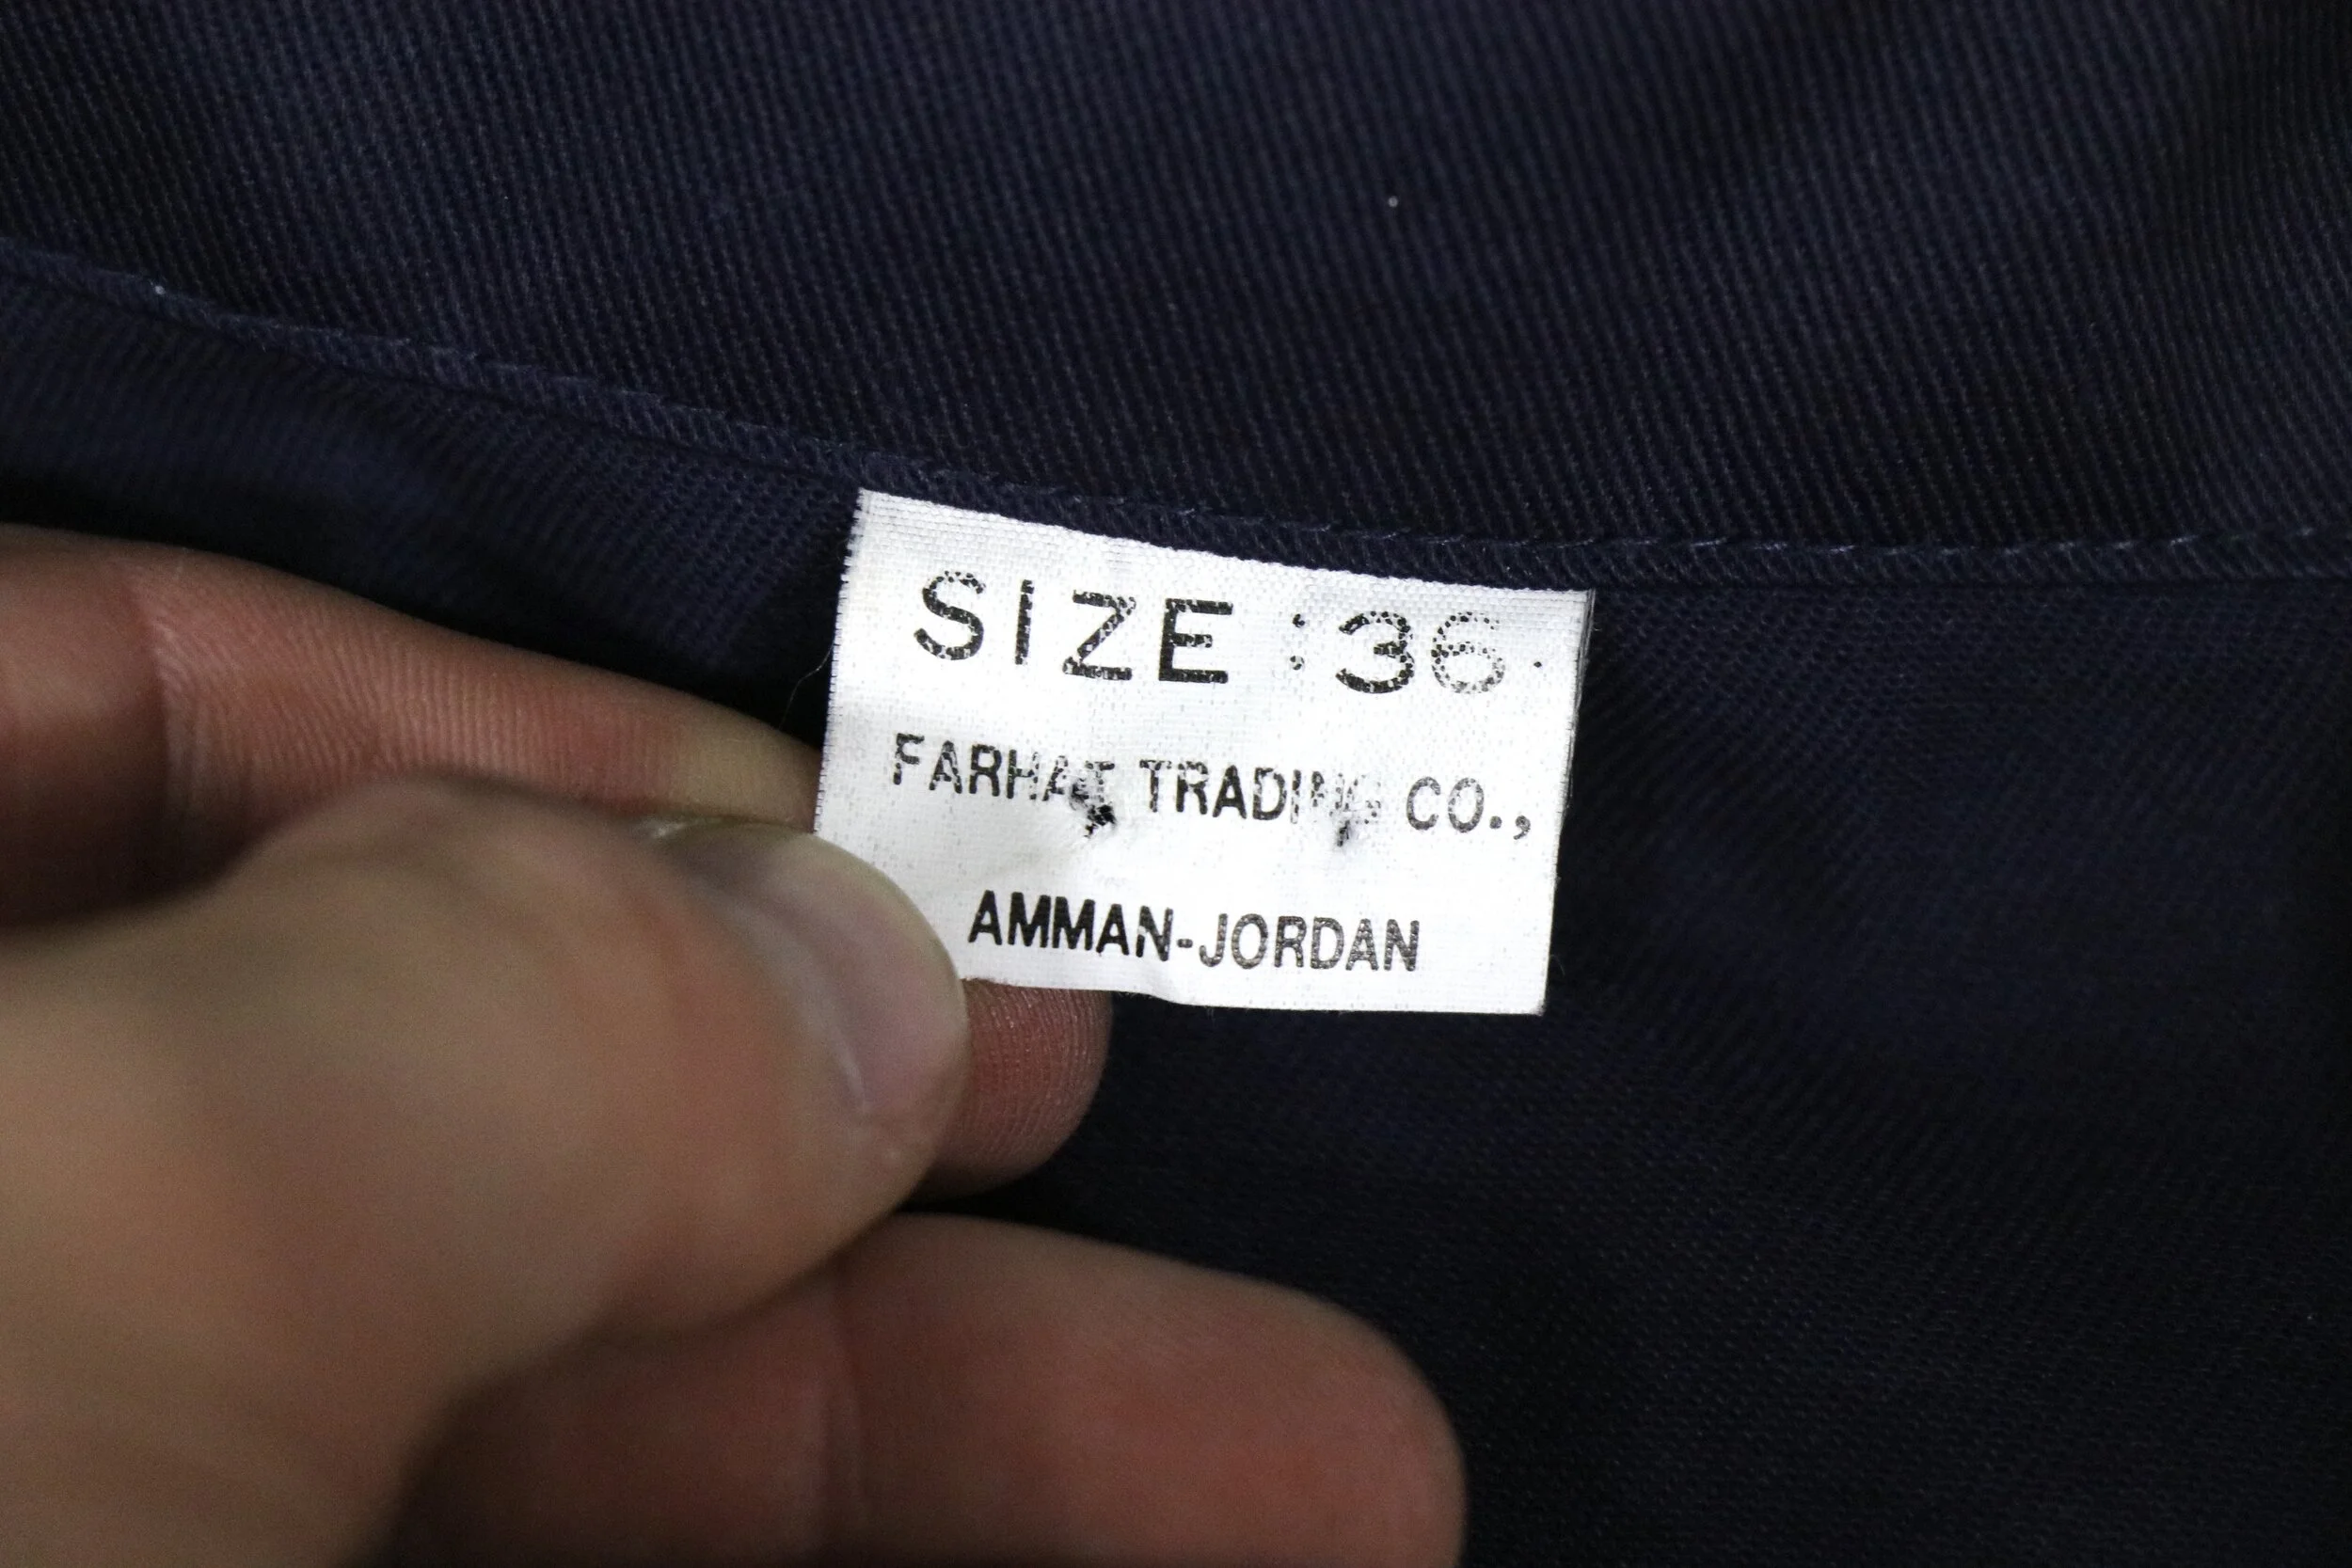 SIZE :36.
FARHAT TRADING CO.,
AMMAN-JORDAN